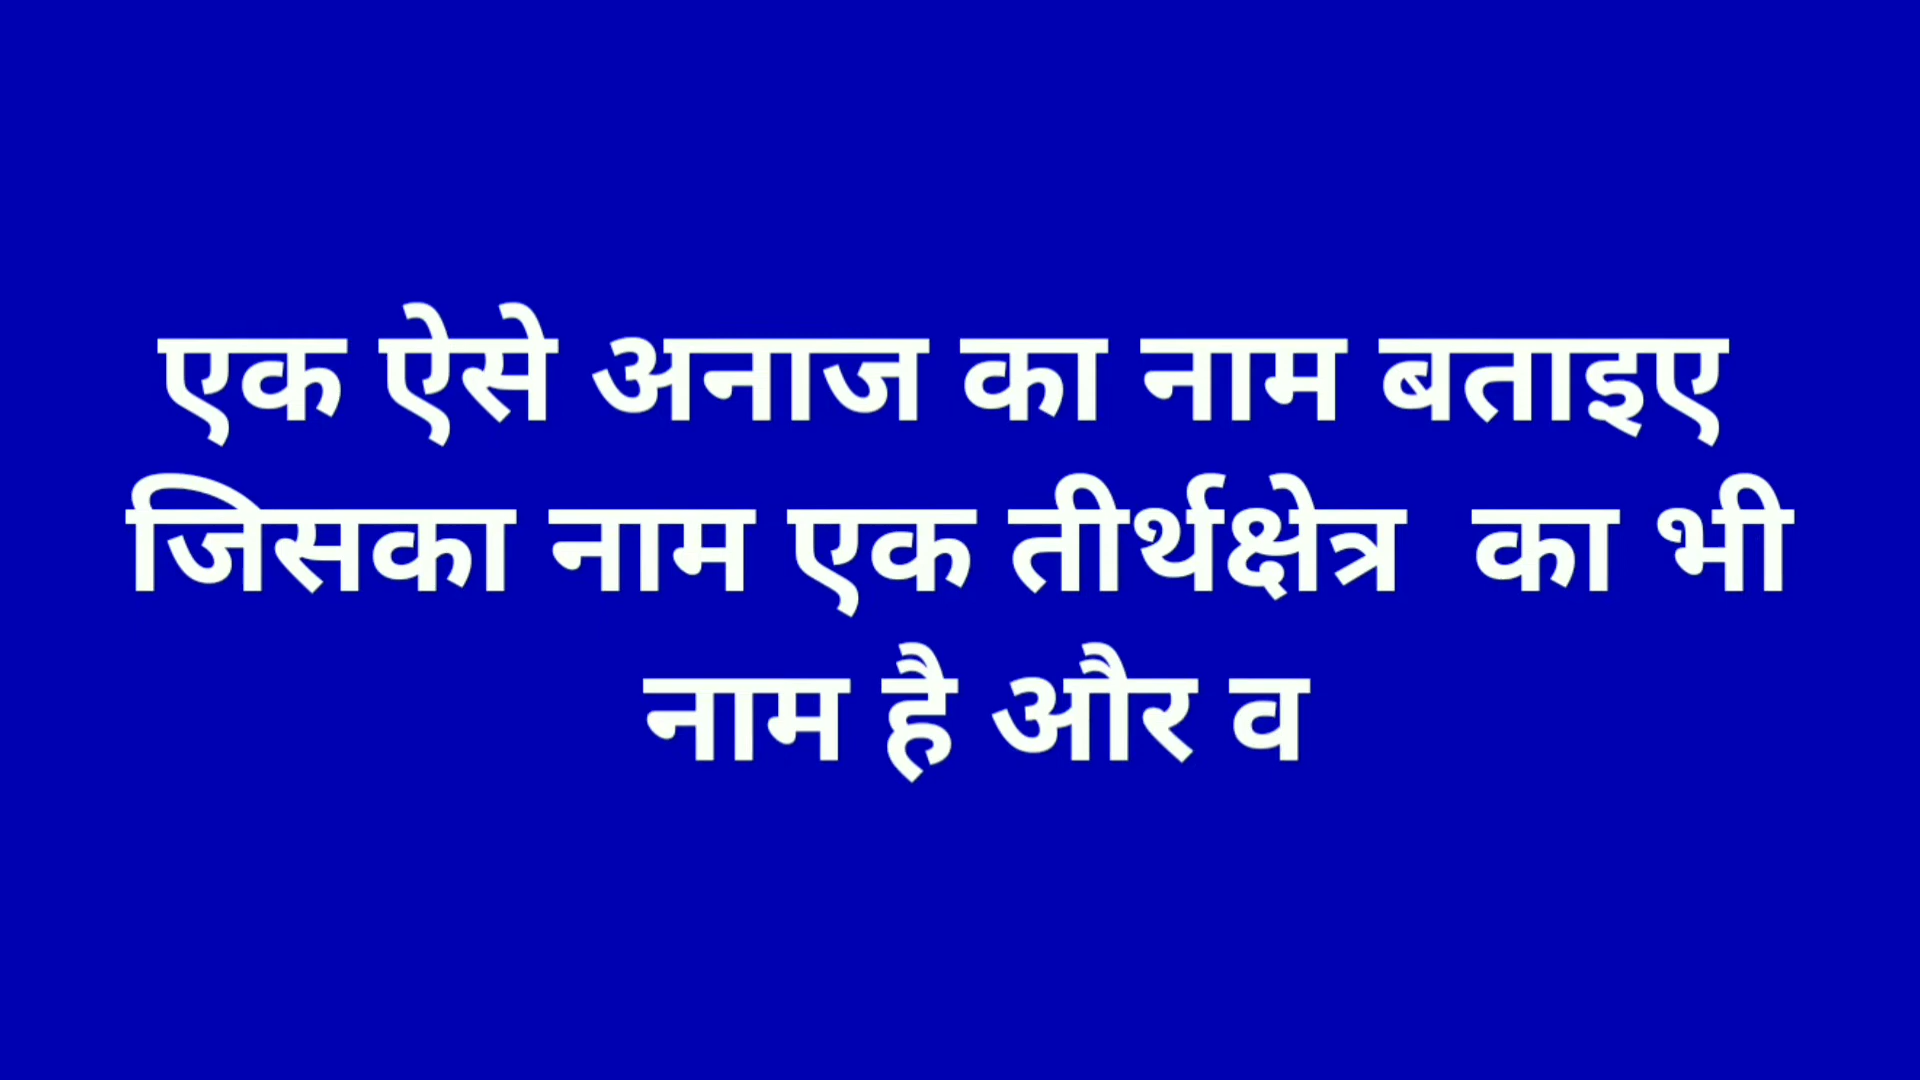 एक ऐसे अनाज का नाम बताइए
जिसका नाम एक तीर्थक्षेत्र का भी
नाम है और व